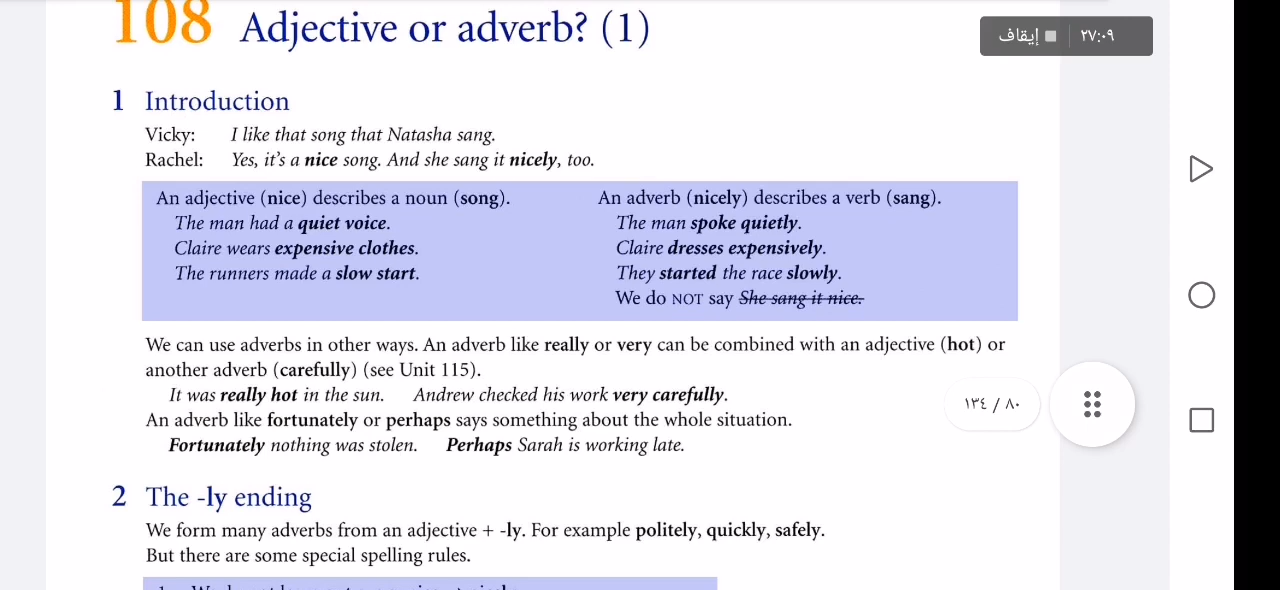 108 Adjective or adverb? (1)
إيقاف ٢٧:٠٩
1 Introduction
Vicky: I like that song that Natasha sang.
Rachel: Yes, it's a nice song. And she sang it nicely, too.
An adjective (nice) describes a noun (song).
The man had a quiet voice.
Claire wears expensive clothes.
The runners made a slow start.
An adverb (nicely) describes a verb (sang).
The man spoke quietly.
Claire dresses expensively.
They started the race slowly.
We do NOT say She sang it nice.
We can use adverbs in other ways. An adverb like really or very can be combined with an adjective (hot) or
another adverb (carefully) (see Unit 115).
It was really hot in the sun. Andrew checked his work very carefully.
An adverb like fortunately or perhaps says something about the whole situation.
Fortunately nothing was stolen. Perhaps Sarah is working late.
١٣٤ / ٨٠
2 The -ly ending
We form many adverbs from an adjective + -ly. For example politely, quickly, safely.
But there are some special spelling rules.